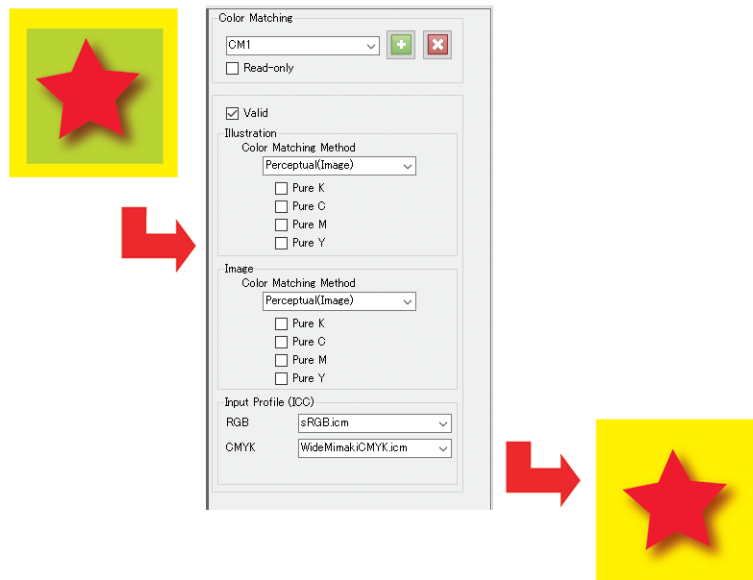 Color Matching
CM1
Read-only
Valid
Illustration
Color Matching Method
Perceptual(Image)
Pure K
Pure C
Pure M
Pure Y
Image
Color Matching Method
Perceptual(Image)
Pure K
Pure C
Pure M
Pure Y
Input Profile (ICC)
RGB sRGB.icm
CMYK WideMimakiCMYK.icm